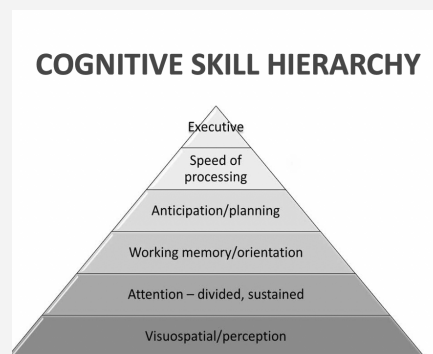 COGNITIVE SKILL HIERARCHY
Executive
Speed of
processing
Anticipation/planning
Working memory/orientation
Attention – divided, sustained
Visuospatial/perception